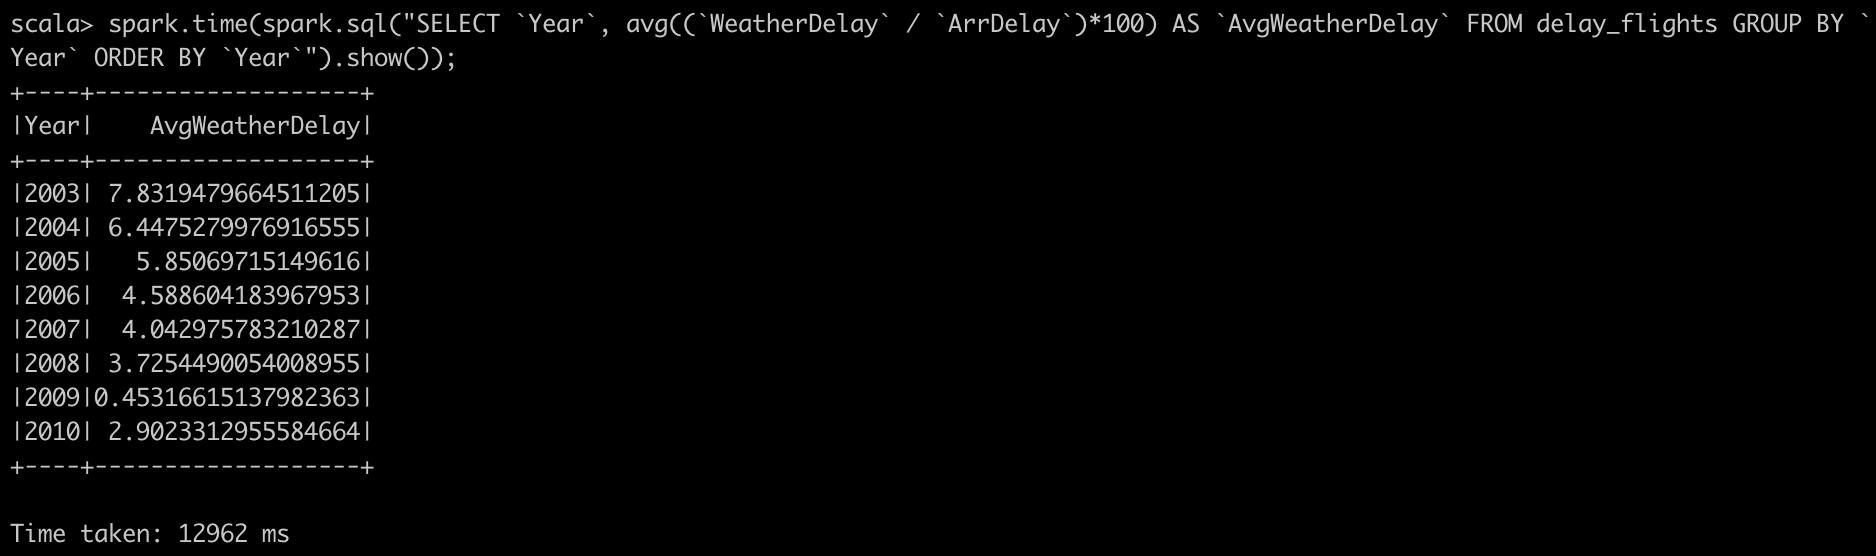 scala> spark.time(spark.sql("SELECT `Year`, avg((`WeatherDelay` / `ArrDelay`)*100) AS `AvgWeatherDelay` FROM delay_flights GROUP BY `
Year` ORDER BY `Year`").show());
+----+-------------------+
|Year|    AvgWeatherDelay|
+----+-------------------+
|2003| 7.8319479664511205|
|2004| 6.4475279976916555|
|2005|   5.85069715149616|
|2006|  4.588604183967953|
|2007|  4.042975783210287|
|2008| 3.7254490054008955|
|2009|0.45316615137982363|
|2010| 2.9023312955584664|
+----+-------------------+
Time taken: 12962 ms